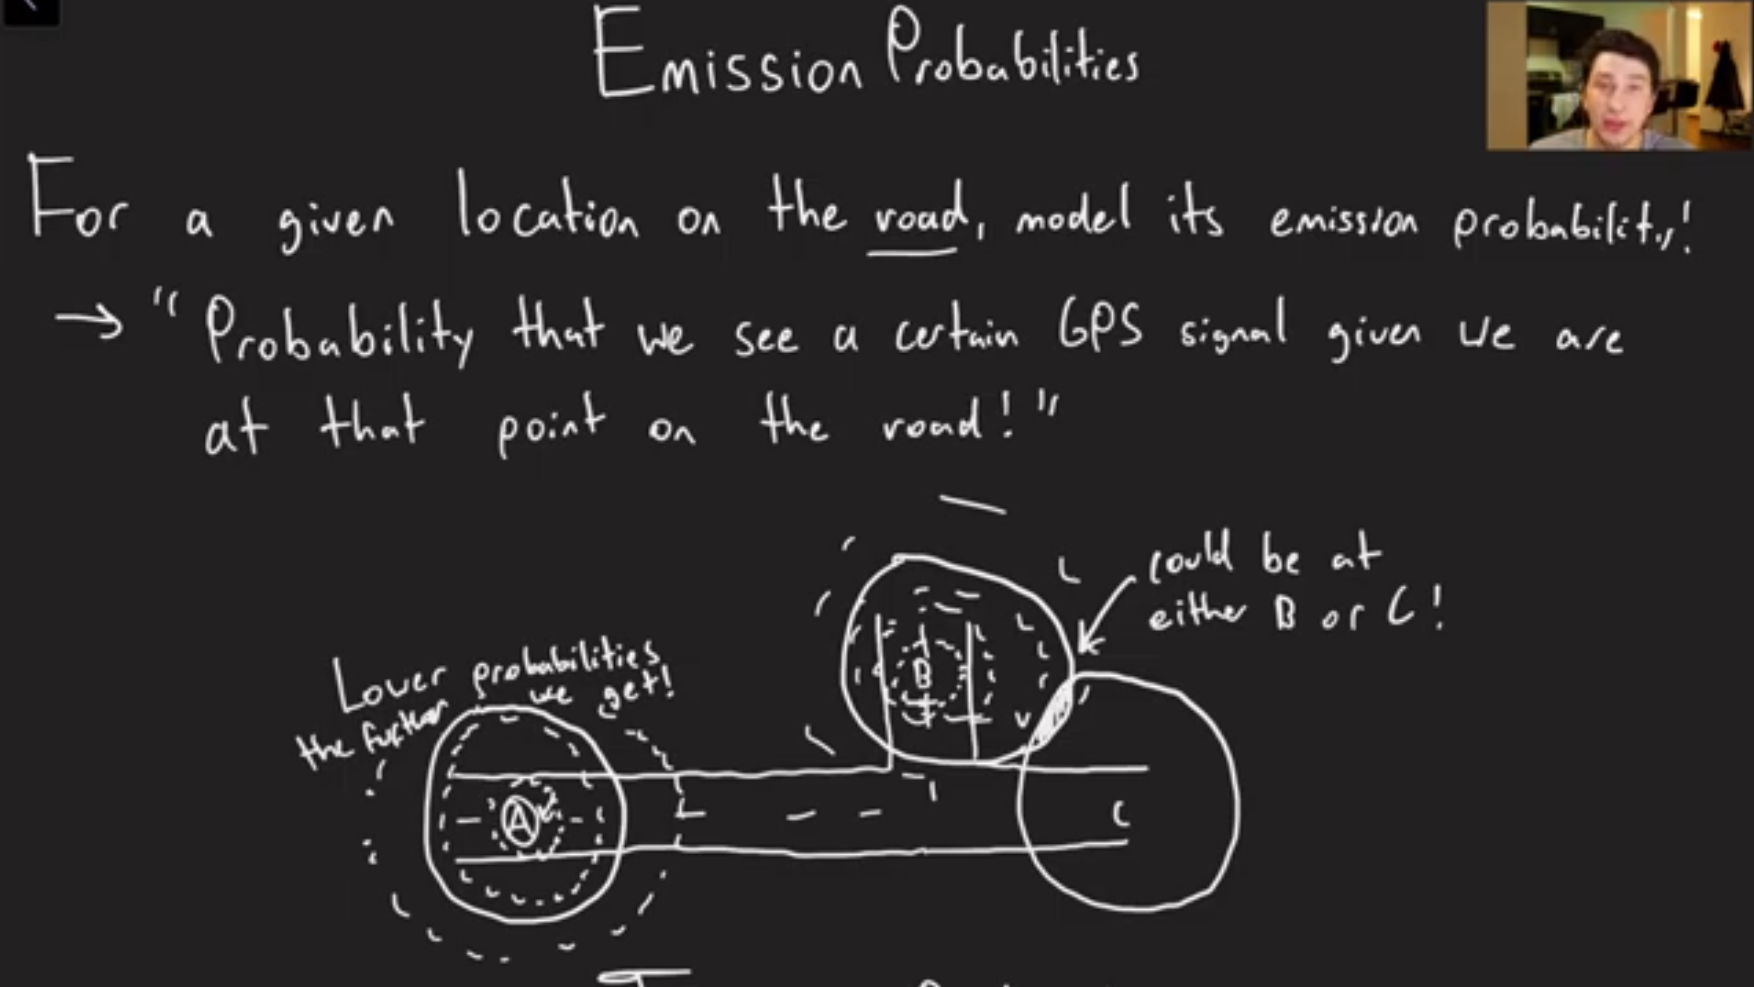 Emission Probabilities
For a given location on the road, model its emission probability!
→ "Probability that we see a certain GPS signal given we are
at that point on the road!"
could be at
either B or C!
Lower probabilities
the further we get!
B
A
C